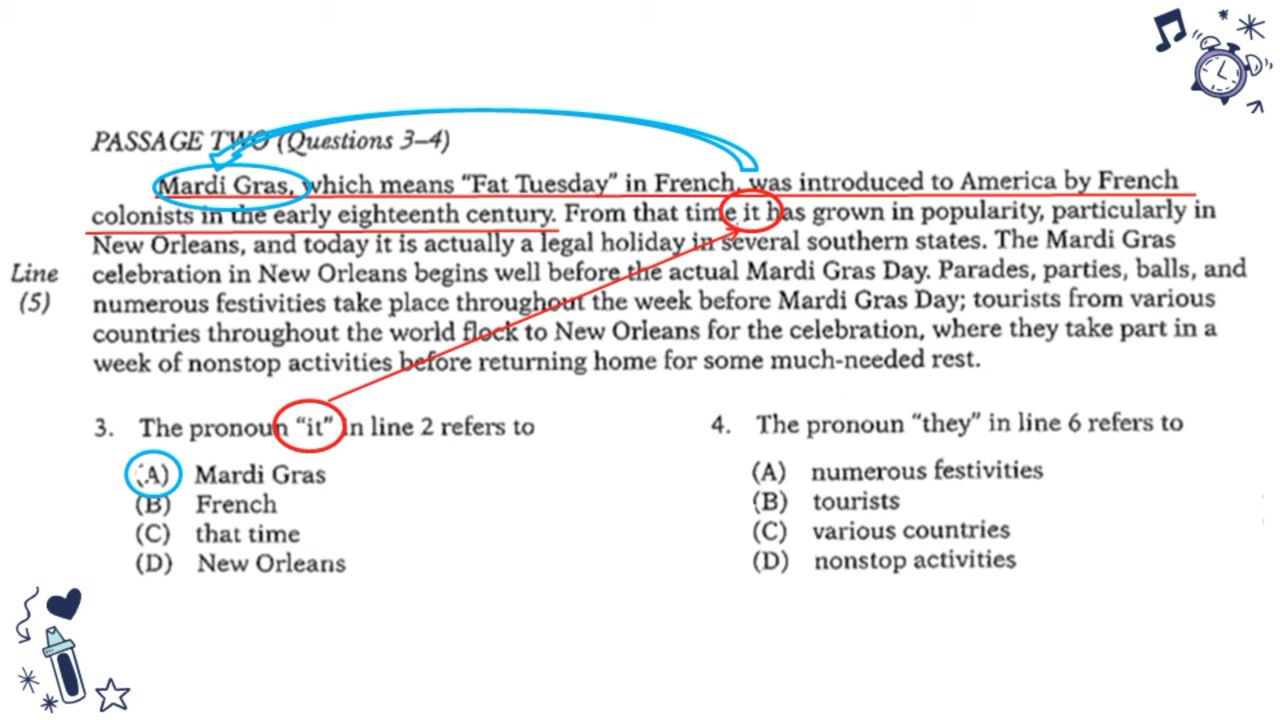 PASSAGE TWO (Questions 3–4)
Mardi Gras, which means “Fat Tuesday” in French, was introduced to America by French
colonists in the early eighteenth century. From that time it has grown in popularity, particularly in
New Orleans, and today it is actually a legal holiday in several southern states. The Mardi Gras
Line celebration in New Orleans begins well before the actual Mardi Gras Day. Parades, parties, balls, and
(5) numerous festivities take place throughout the week before Mardi Gras Day; tourists from various
countries throughout the world flock to New Orleans for the celebration, where they take part in a
week of nonstop activities before returning home for some much-needed rest.
3. The pronoun “it” in line 2 refers to
(A) Mardi Gras
(B) French
(C) that time
(D) New Orleans
4. The pronoun “they” in line 6 refers to
(A) numerous festivities
(B) tourists
(C) various countries
(D) nonstop activities